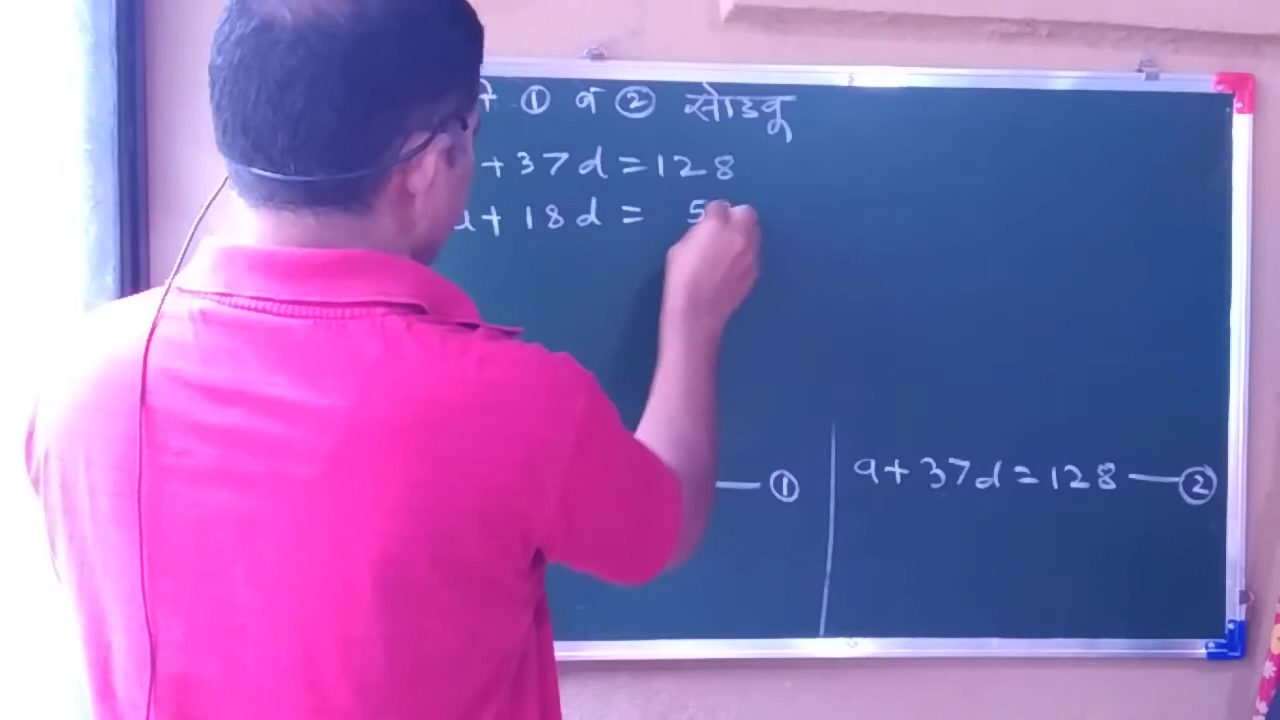 ① व ② सोडवू
+ 37d = 128
+ 18d = 5
— ①
a + 37d = 128 — ②